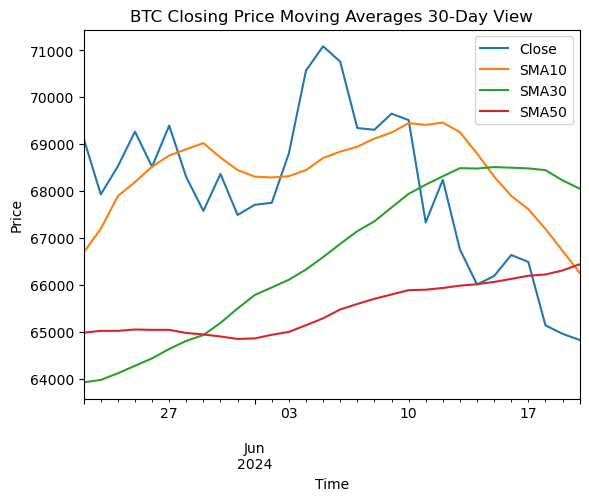 BTC Closing Price Moving Averages 30-Day View
71000
70000
69000
68000
67000
66000
65000
64000
Price
Close
SMA10
SMA30
SMA50
27
03
10
17
Jun
2024
Time